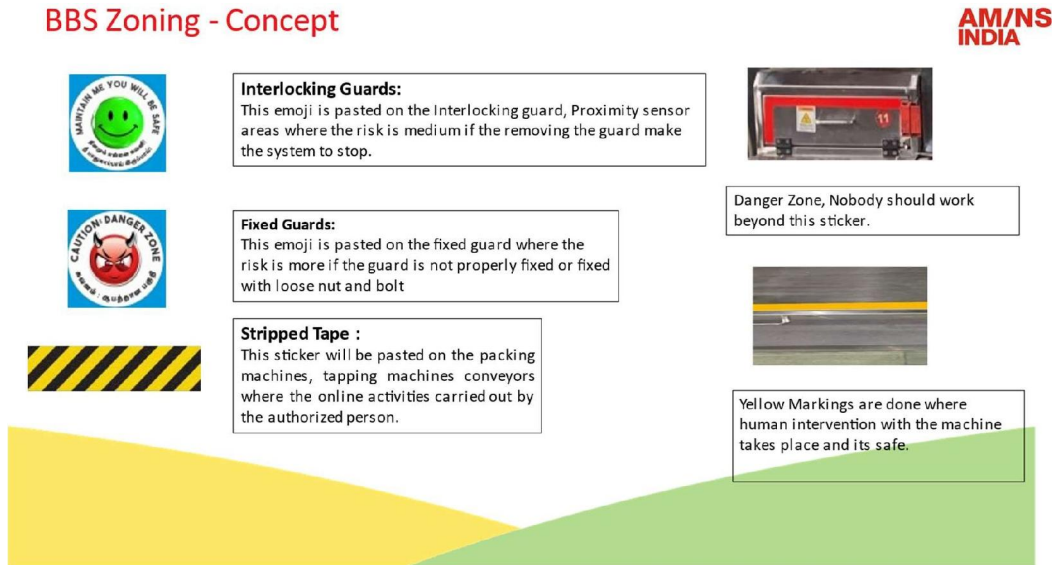 BBS Zoning - Concept
AM/NS
INDIA
MAINTAIN ME YOU WILL BE SAFE
Interlocking Guards:
This emoji is pasted on the Interlocking guard, Proximity sensor
areas where the risk is medium if the removing the guard make
the system to stop.
11
Danger Zone, Nobody should work
beyond this sticker.
CAUTION: DANGER ZONE
Fixed Guards:
This emoji is pasted on the fixed guard where the
risk is more if the guard is not properly fixed or fixed
with loose nut and bolt
Stripped Tape :
This sticker will be pasted on the packing
machines, tapping machines conveyors
where the online activities carried out by
the authorized person.
Yellow Markings are done where
human intervention with the machine
takes place and its safe.